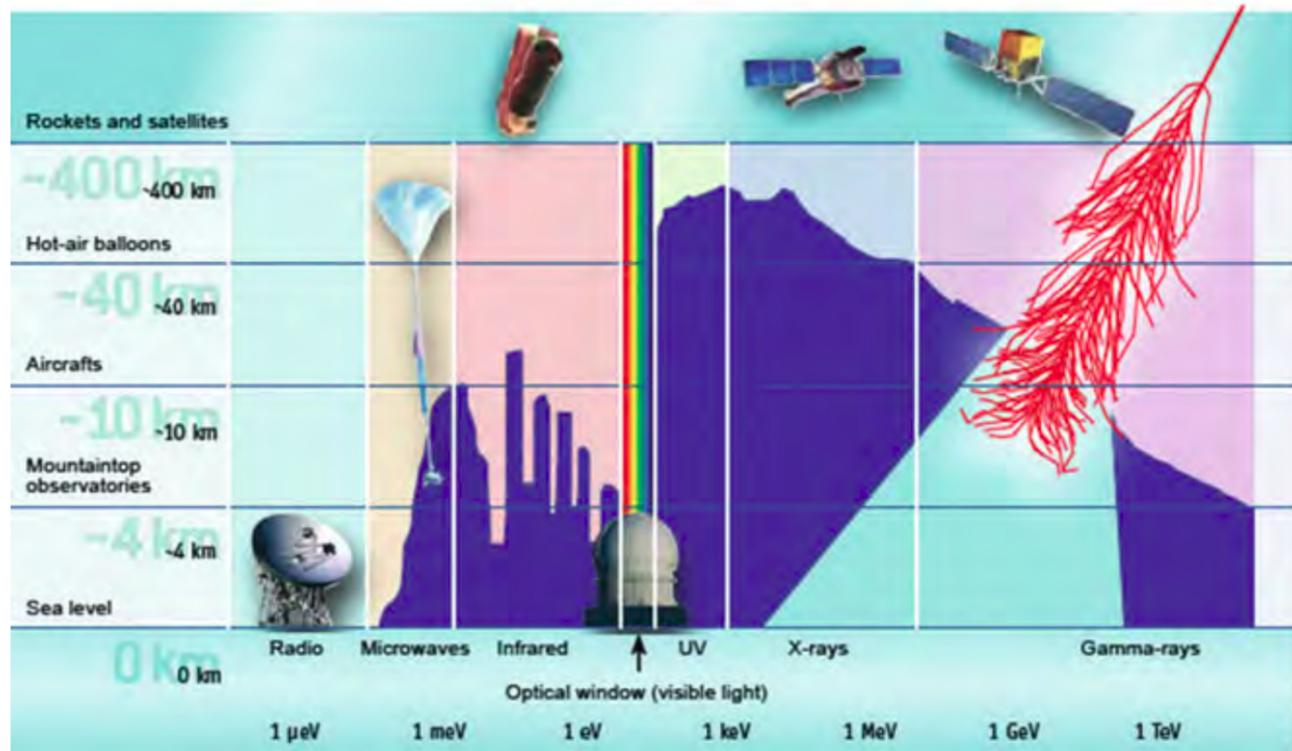 Rockets and satellites
~400 km
~400 km
Hot-air balloons
~40 km
~40 km
Aircrafts
~10 km
~10 km
Mountaintop
observatories
~4 km
~4 km
Sea level
0 km
0 km
Radio
Microwaves
Infrared
UV
X-rays
Gamma-rays
Optical window (visible light)
1 µeV
1 meV
1 eV
1 keV
1 MeV
1 GeV
1 TeV